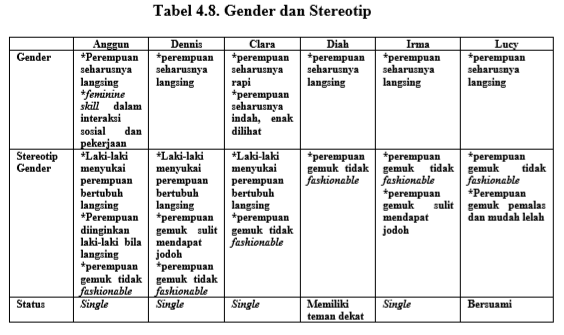 Tabel 4.8. Gender dan Stereotip
Anggun Dennis Clara Diah Irma Lucy
Gender *Perempuan *perempuan *perempuan *perempuan *perempuan *perempuan
seharusnya seharusnya seharusnya seharusnya seharusnya seharusnya
langsing langsing rapi langsing langsing langsing
*feminine *perempuan
skill dalam seharusnya
interaksi indah, enak
sosial dan dilihat
pekerjaan
Stereotip *Laki-laki *Laki-laki *Laki-laki *perempuan *perempuan *perempuan
Gender menyukai menyukai menyukai gemuk tidak gemuk tidak gemuk tidak
perempuan perempuan perempuan fashionable fashionable fashionable
bertubuh bertubuh bertubuh *perempuan *Perempuan
langsing langsing langsing gemuk sulit gemuk pemalas
*Perempuan *perempuan *perempuan mendapat dan mudah lelah
diinginkan gemuk sulit gemuk tidak jodoh
laki-laki bila mendapat fashionable
langsing jodoh
*perempuan *perempuan
gemuk tidak gemuk tidak
fashionable fashionable
Status Single Single Single Memiliki Single Bersuami
teman dekat